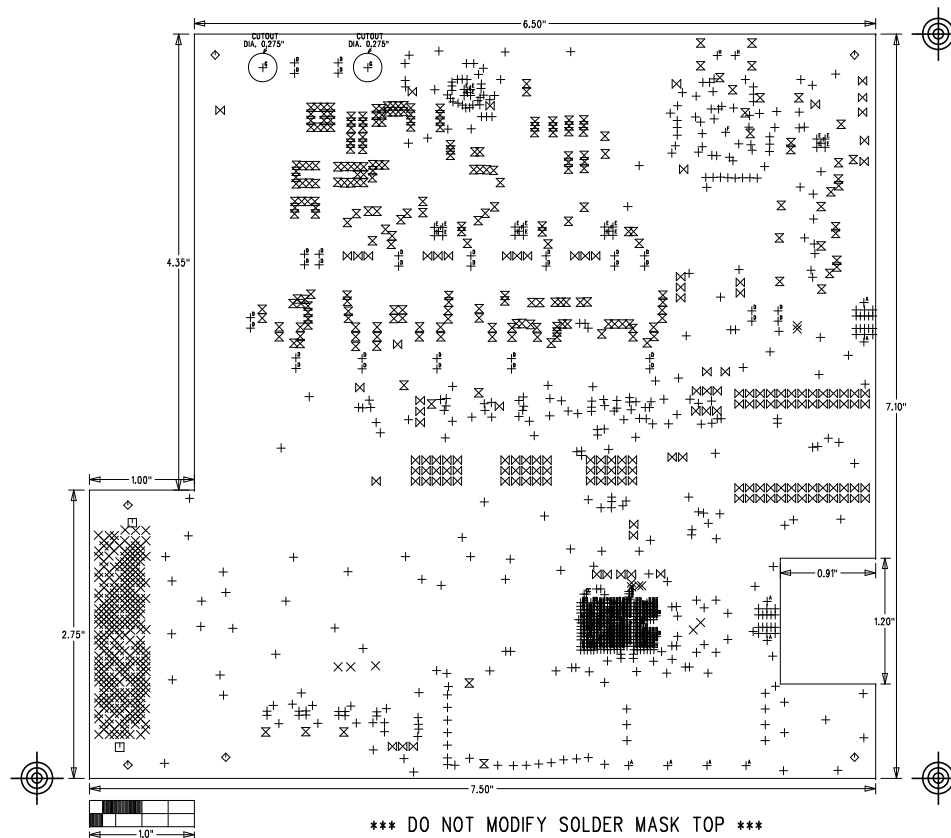 6.50"
CUTOUT
DIA. 0.275"
CUTOUT
DIA. 0.275"
4.35"
7.10"
1.00"
0.91"
2.75"
1.20"
7.50"
1.0"
*** DO NOT MODIFY SOLDER MASK TOP ***